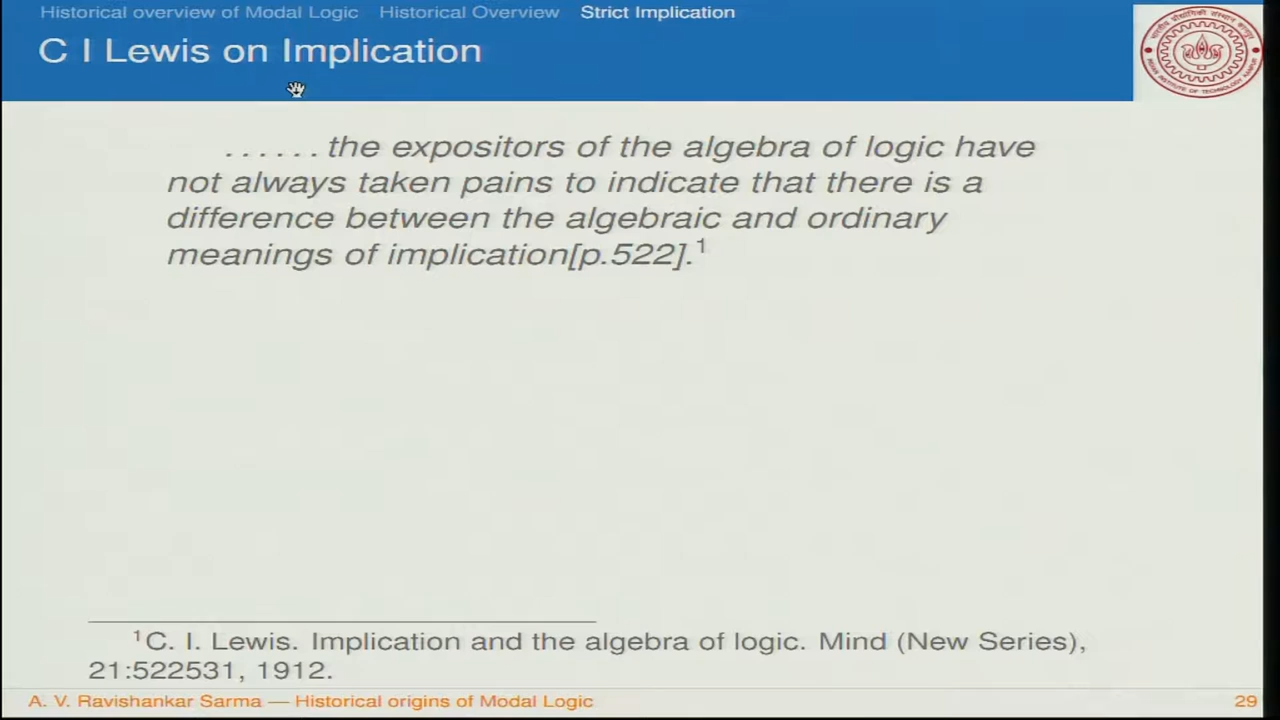 Historical overview of Modal Logic Historical Overview Strict Implication
C I Lewis on Implication
......the expositors of the algebra of logic have
not always taken pains to indicate that there is a
difference between the algebraic and ordinary
meanings of implication[p.522].¹
¹C. I. Lewis. Implication and the algebra of logic. Mind (New Series),
21:522531, 1912.
A. V. Ravishankar Sarma — Historical origins of Modal Logic
29